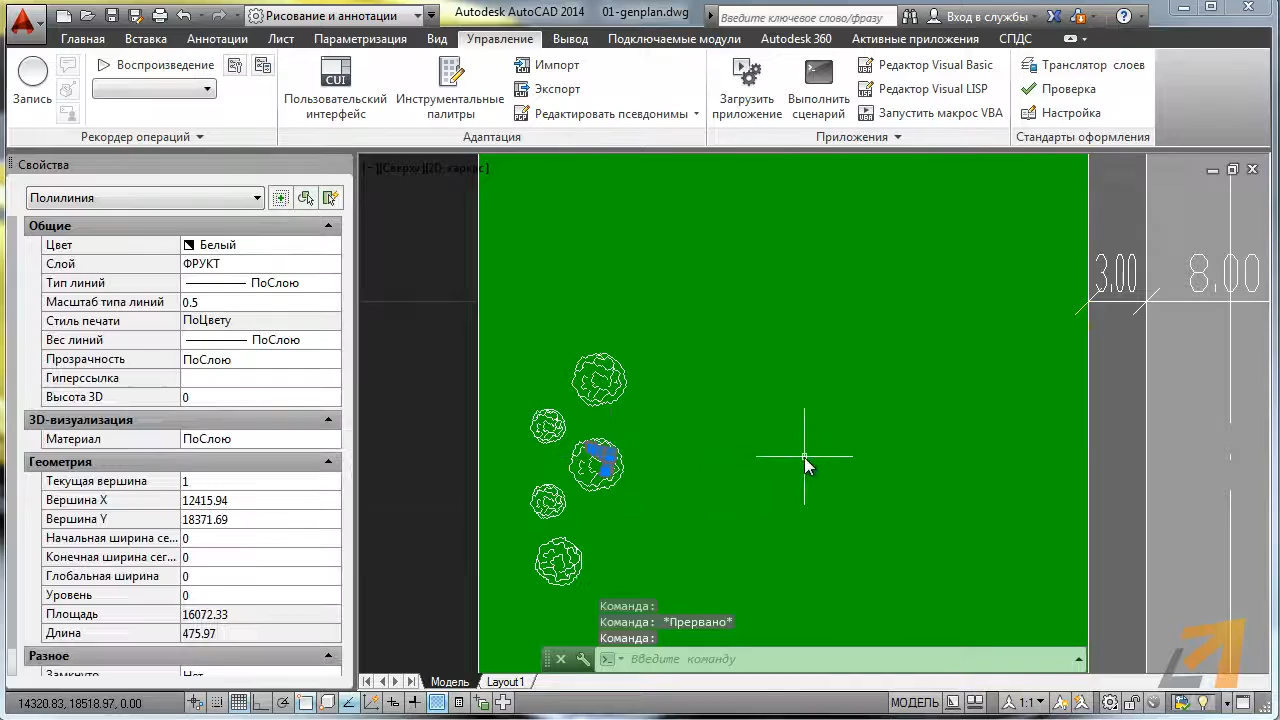 Рисование и аннотации
Autodesk AutoCAD 2014 01-genplan.dwg
Введите ключевое слово/фразу
Вход в службы
Главная Вставка Аннотации Лист Параметризация Вид Управление Вывод Подключаемые модули Autodesk 360 Активные приложения СПДС
Запись
Воспроизведение
CUI
Пользовательский интерфейс
Инструментальные палитры
Импорт
Экспорт
Редактировать псевдонимы
Загрузить приложение
Выполнить сценарий
Редактор Visual Basic
Редактор Visual LISP
Запустить макрос VBA
Транслятор слоев
Проверка
Настройка
Рекордер операций
Адаптация
Приложения
Стандарты оформления
Свойства
[−][Сверху][2D-каркас]
Полилиния
Общие
Цвет Белый
Слой ФРУКТ
Тип линий ПоСлою
Масштаб типа линий 0.5
Стиль печати ПоЦвету
Вес линий ПоСлою
Прозрачность ПоСлою
Гиперссылка
Высота 3D 0
3D-визуализация
Материал ПоСлою
Геометрия
Текущая вершина 1
Вершина X 12415.94
Вершина Y 18371.69
Начальная ширина се... 0
Конечная ширина сег... 0
Глобальная ширина 0
Уровень 0
Площадь 16072.33
Длина 475.97
Разное
Замкнуто Нет
3.00 8.00
Команда:
Команда: *Прервано*
Команда:
Введите команду
Модель Layout1
14320.83, 18518.97, 0.00
МОДЕЛЬ
1:1